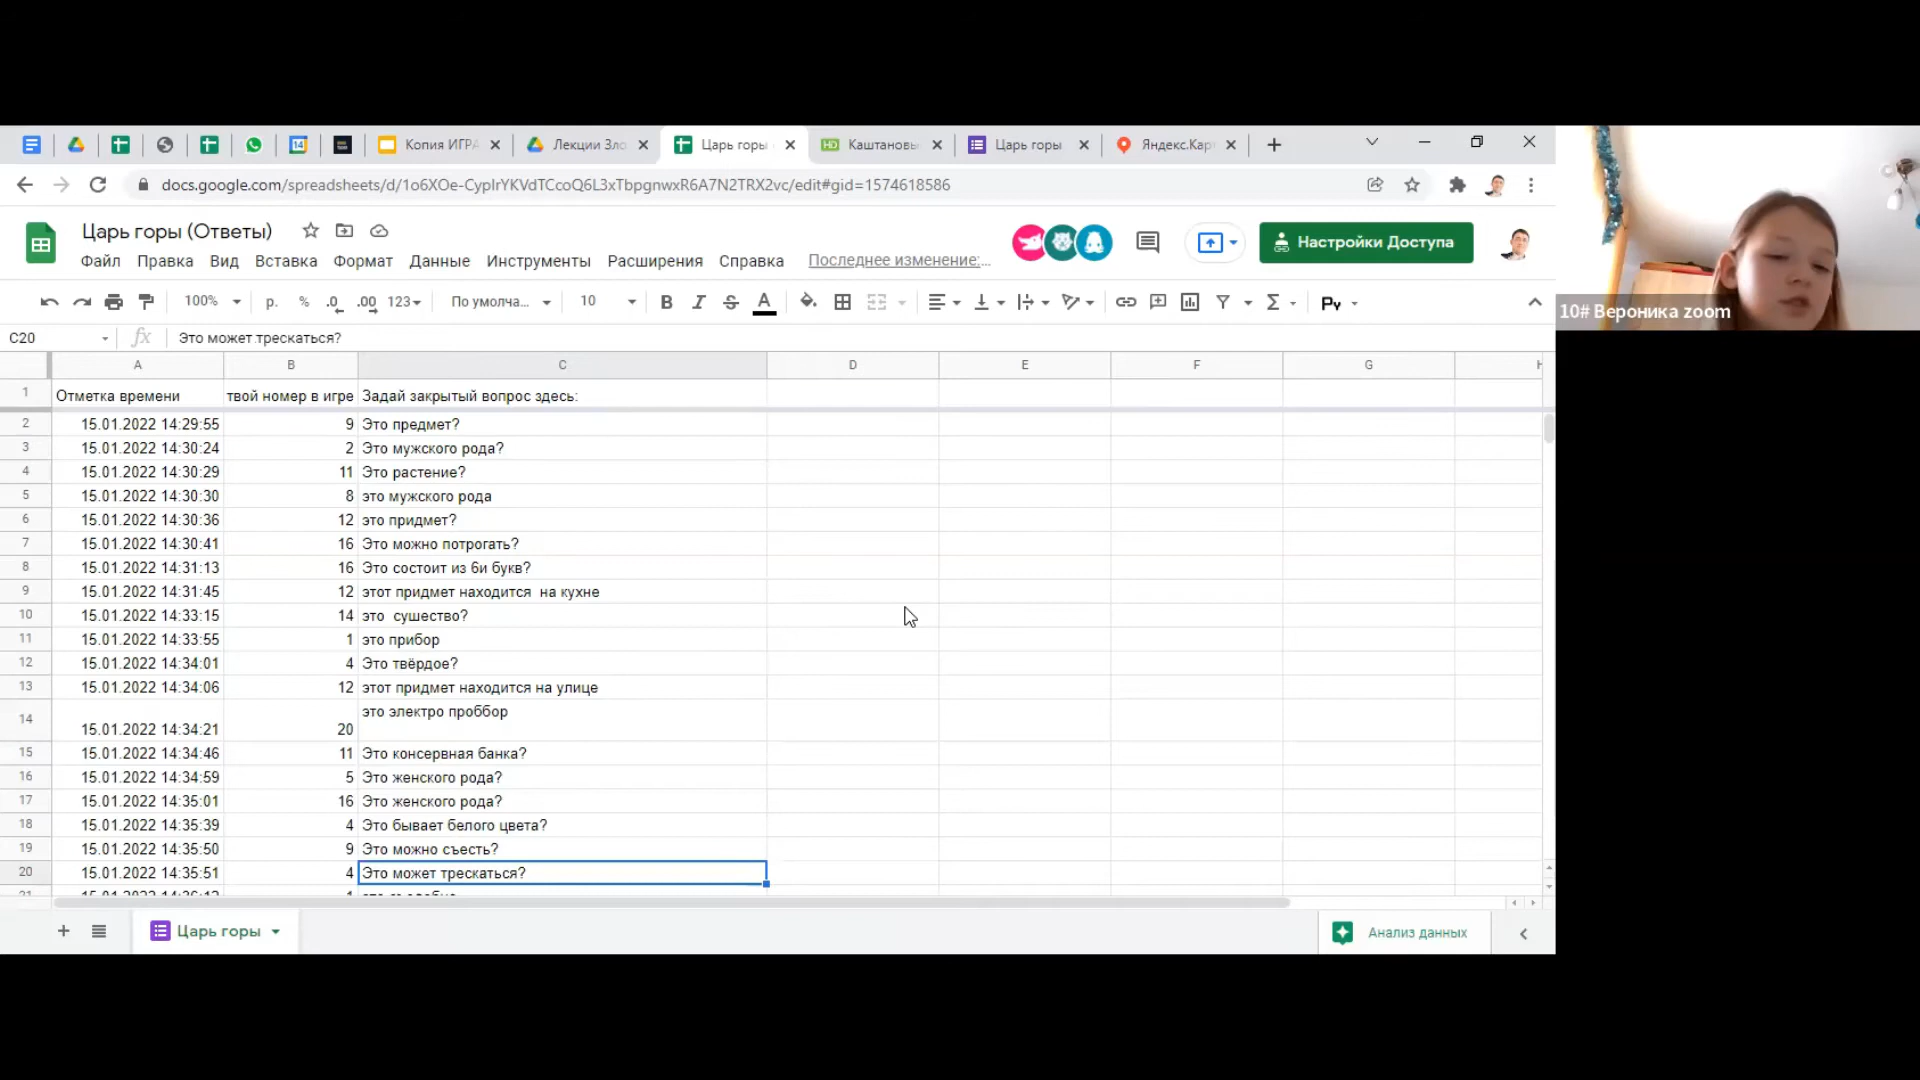 Копия ИГРА
Лекции Зло
Царь горы
Каштановы
Царь горы
Яндекс.Кар
docs.google.com/spreadsheets/d/1o6XOe-CyplrYKVdTCcoQ6L3xTbpgnwxR6A7N2TRX2vc/edit#gid=1574618586
Царь горы (Ответы)
Файл Правка Вид Вставка Формат Данные Инструменты Расширения Справка Последнее изменение:...
Настройки Доступа
100% р. % .0 .00 123 По умолча... 10 B I S A Σ Ру
C20 fx Это может трескаться?
A B C D E F G H
1 Отметка времени твой номер в игре Задай закрытый вопрос здесь:
2 15.01.2022 14:29:55 9 Это предмет?
3 15.01.2022 14:30:24 2 Это мужского рода?
4 15.01.2022 14:30:29 11 Это растение?
5 15.01.2022 14:30:30 8 это мужского рода
6 15.01.2022 14:30:36 12 это придмет?
7 15.01.2022 14:30:41 16 Это можно потрогать?
8 15.01.2022 14:31:13 16 Это состоит из 6и букв?
9 15.01.2022 14:31:45 12 этот придмет находится на кухне
10 15.01.2022 14:33:15 14 это сушество?
11 15.01.2022 14:33:55 1 это прибор
12 15.01.2022 14:34:01 4 Это твёрдое?
13 15.01.2022 14:34:06 12 этот придмет находится на улице
14 15.01.2022 14:34:21 20 это электро проббор
15 15.01.2022 14:34:46 11 Это консервная банка?
16 15.01.2022 14:34:59 5 Это женского рода?
17 15.01.2022 14:35:01 16 Это женского рода?
18 15.01.2022 14:35:39 4 Это бывает белого цвета?
19 15.01.2022 14:35:50 9 Это можно съесть?
20 15.01.2022 14:35:51 4 Это может трескаться?
Царь горы
Анализ данных
10# Вероника zoom